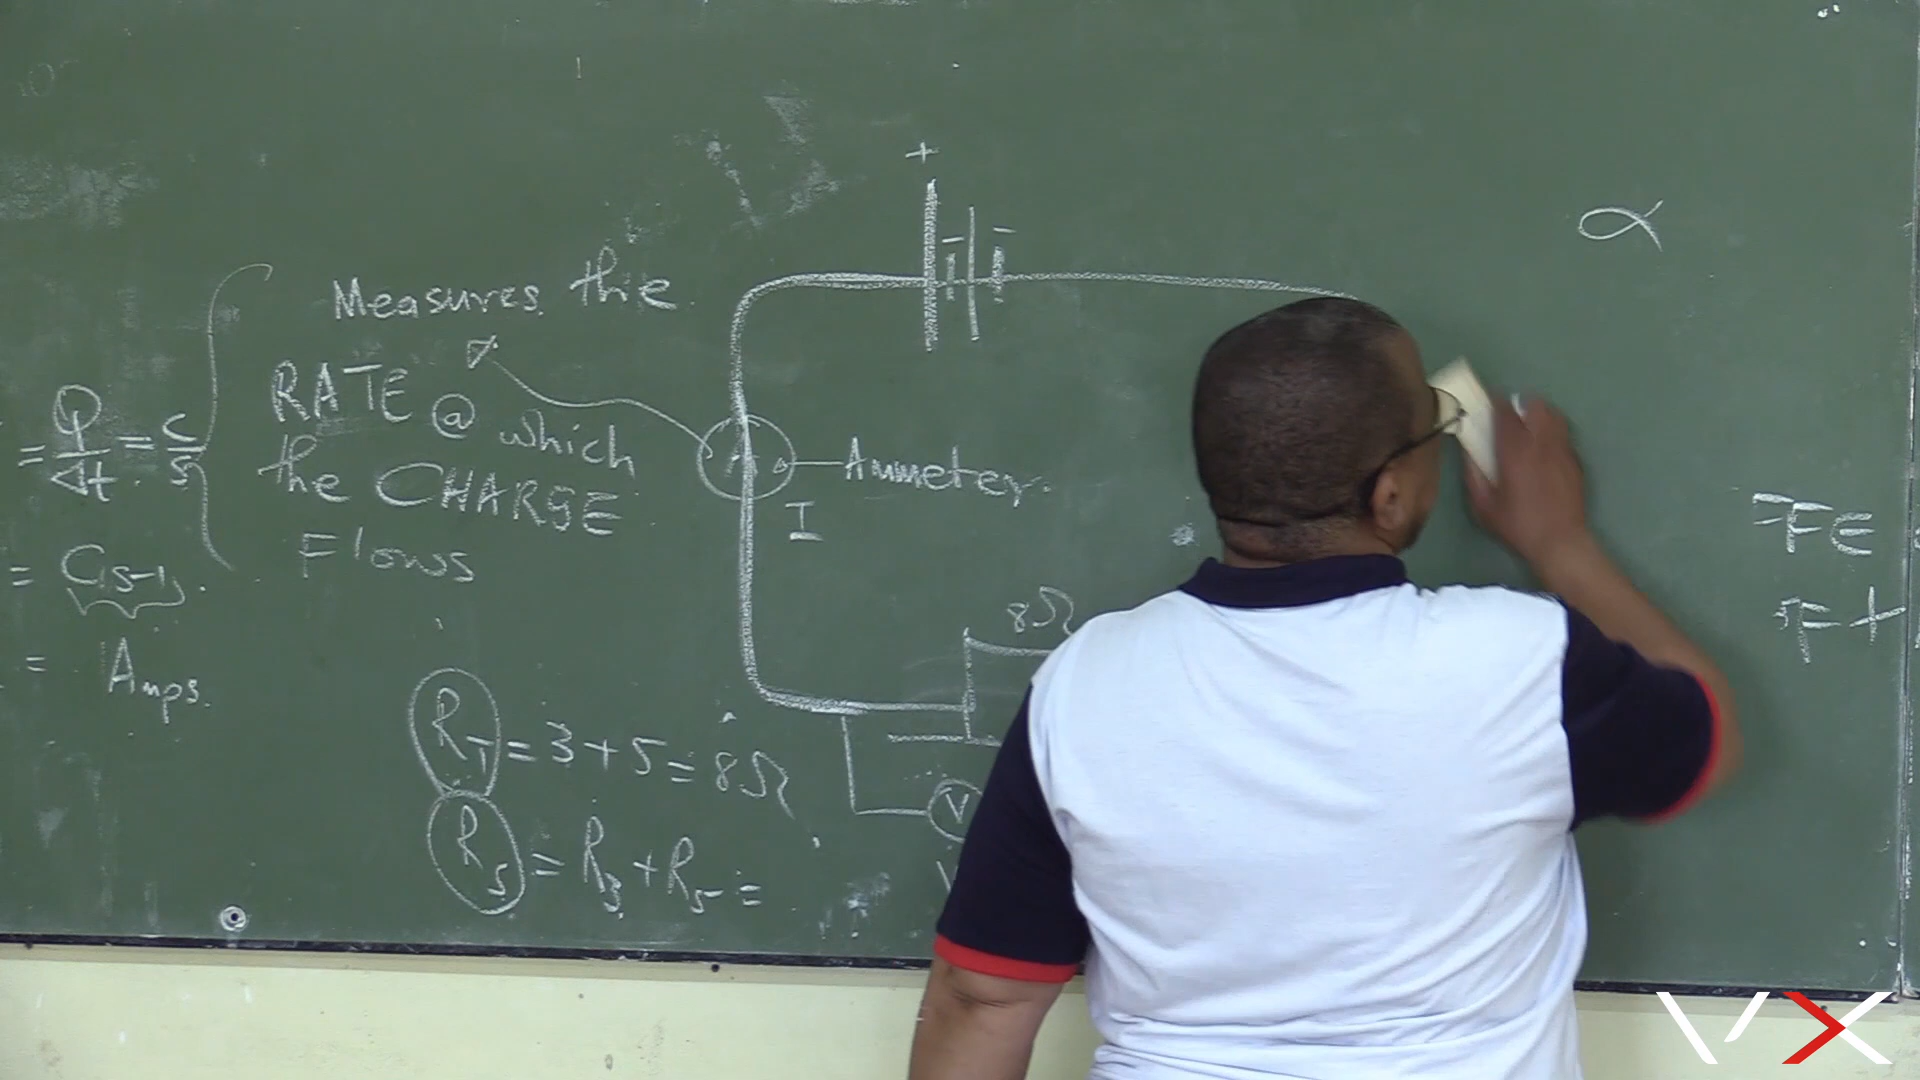 Measures the
RATE @ which
the CHARGE
Flows
= Q/Δt = C/S
= C(s-1).
= Amps.
+
- -
A
Ammeter.
I
8Ω
V
RT = 3 + 5 = 8Ω
RS = R3 + R5 =
α
FE
F +
VX